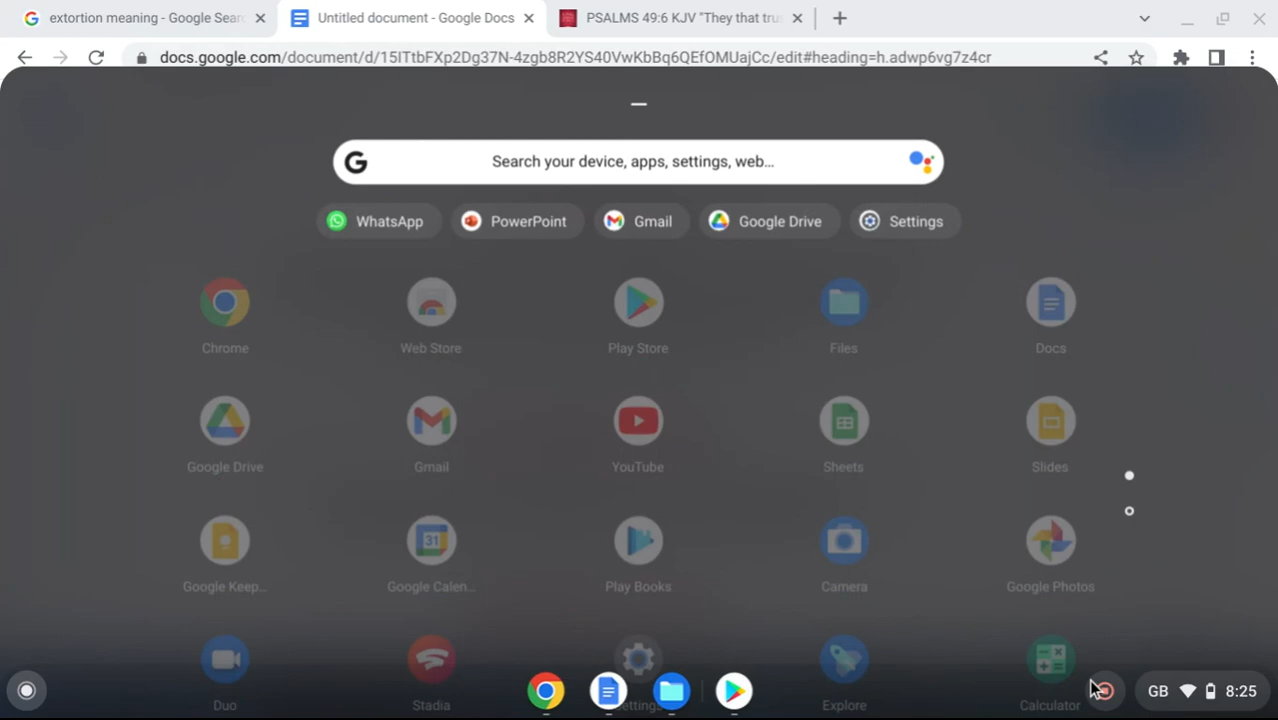 extortion meaning - Google Sear
Untitled document - Google Docs
PSALMS 49:6 KJV "They that tru
docs.google.com/document/d/15ITtbFXp2Dg37N-4zgb8R2YS40VwKbBq6QEfOMUajCc/edit#heading=h.adwp6vg7z4cr
Search your device, apps, settings, web...
WhatsApp PowerPoint Gmail Google Drive Settings
Chrome Web Store Play Store Files Docs
Google Drive Gmail YouTube Sheets Slides
31
Google Keep... Google Calen... Play Books Camera Google Photos
Duo Stadia Settings Explore Calculator
GB 8:25